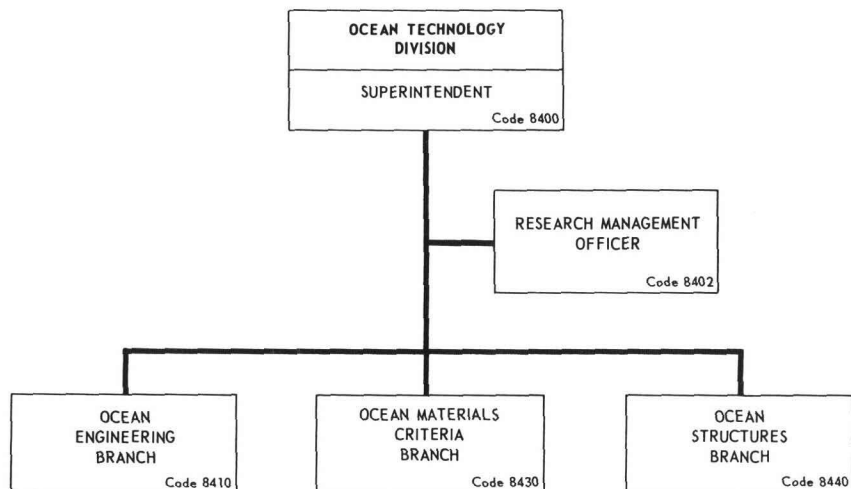 OCEAN TECHNOLOGY
DIVISION
SUPERINTENDENT
Code 8400
RESEARCH MANAGEMENT
OFFICER
Code 8402
OCEAN
ENGINEERING
BRANCH
Code 8410
OCEAN MATERIALS
CRITERIA
BRANCH
Code 8430
OCEAN
STRUCTURES
BRANCH
Code 8440